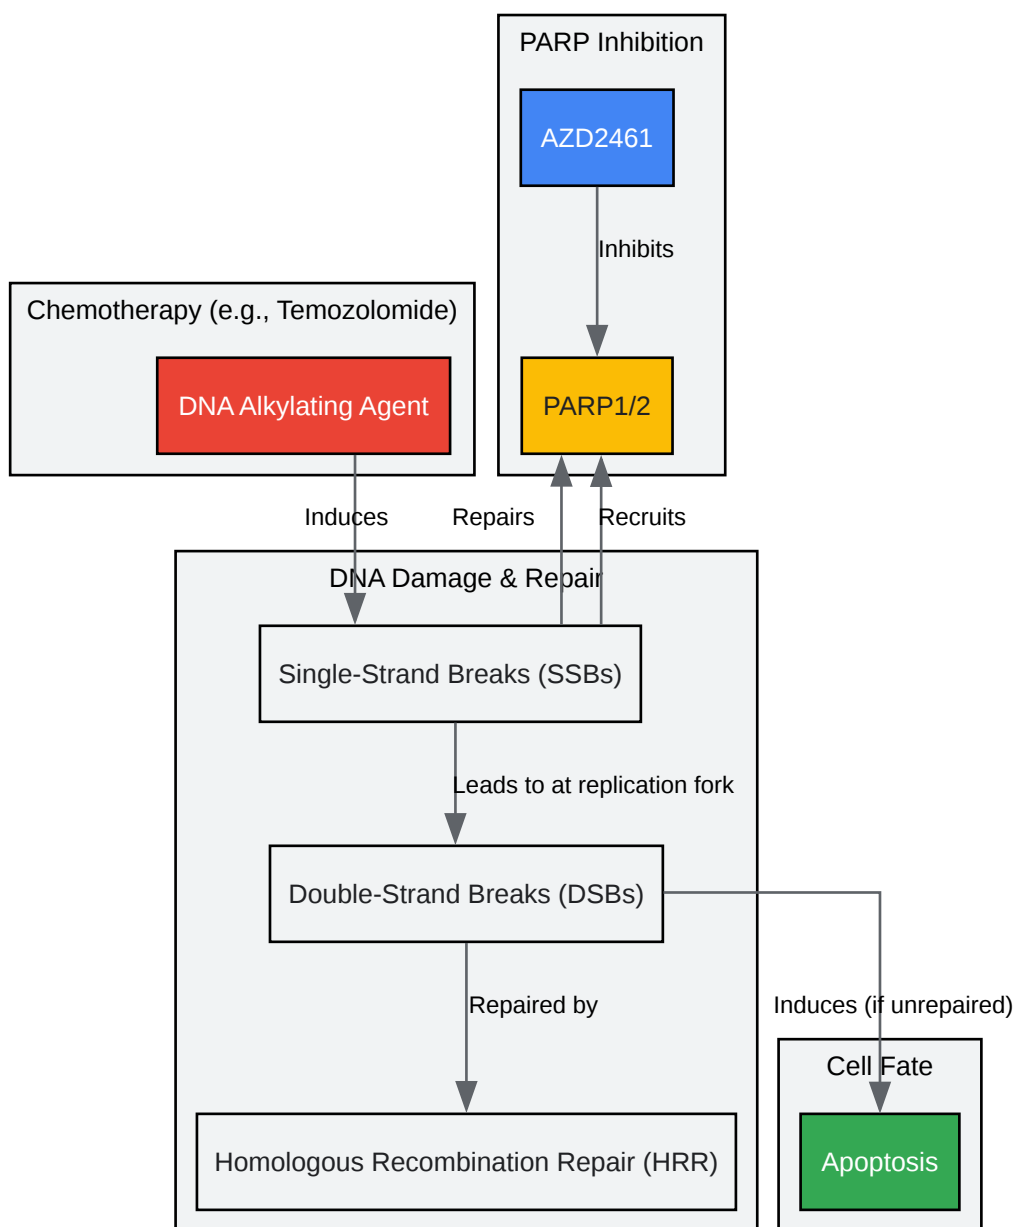 PARP Inhibition
AZD2461
Inhibits
Chemotherapy (e.g., Temozolomide)
DNA Alkylating Agent
PARP1/2
Induces
Repairs
Recruits
DNA Damage & Repair
Single-Strand Breaks (SSBs)
Leads to at replication fork
Double-Strand Breaks (DSBs)
Repaired by
Induces (if unrepaired)
Cell Fate
Homologous Recombination Repair (HRR)
Apoptosis